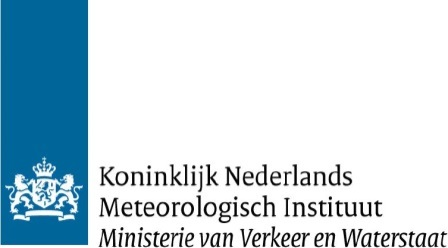 Koninklijk Nederlands
Meteorologisch Instituut
Ministerie van Verkeer en Waterstaat